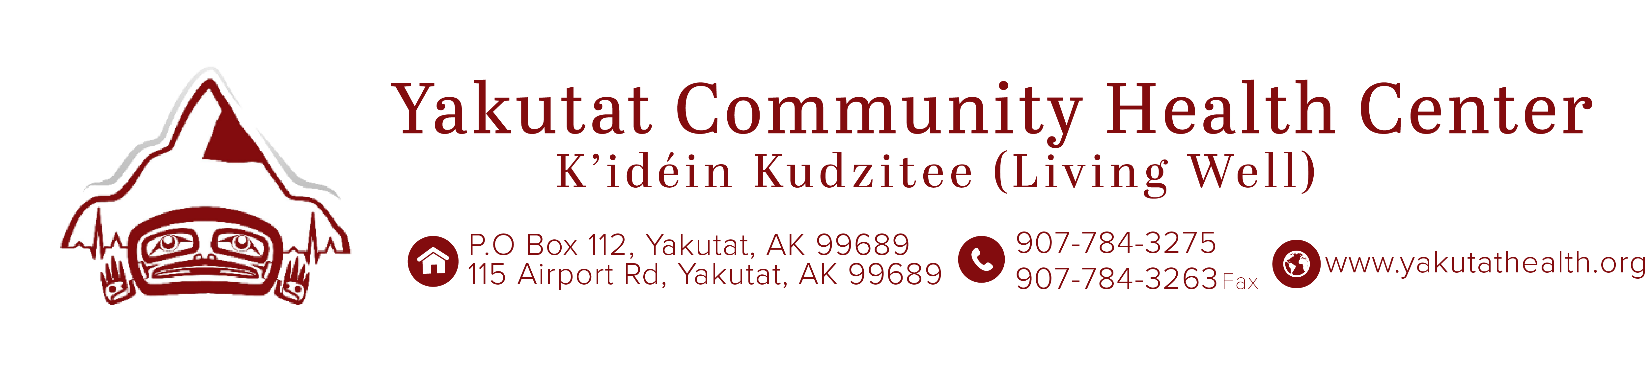 Yakutat Community Health Center
K’idéin Kudzitee (Living Well)
P.O Box 112, Yakutat, AK 99689
115 Airport Rd, Yakutat, AK 99689
907-784-3275
907-784-3263 Fax
www.yakutathealth.org